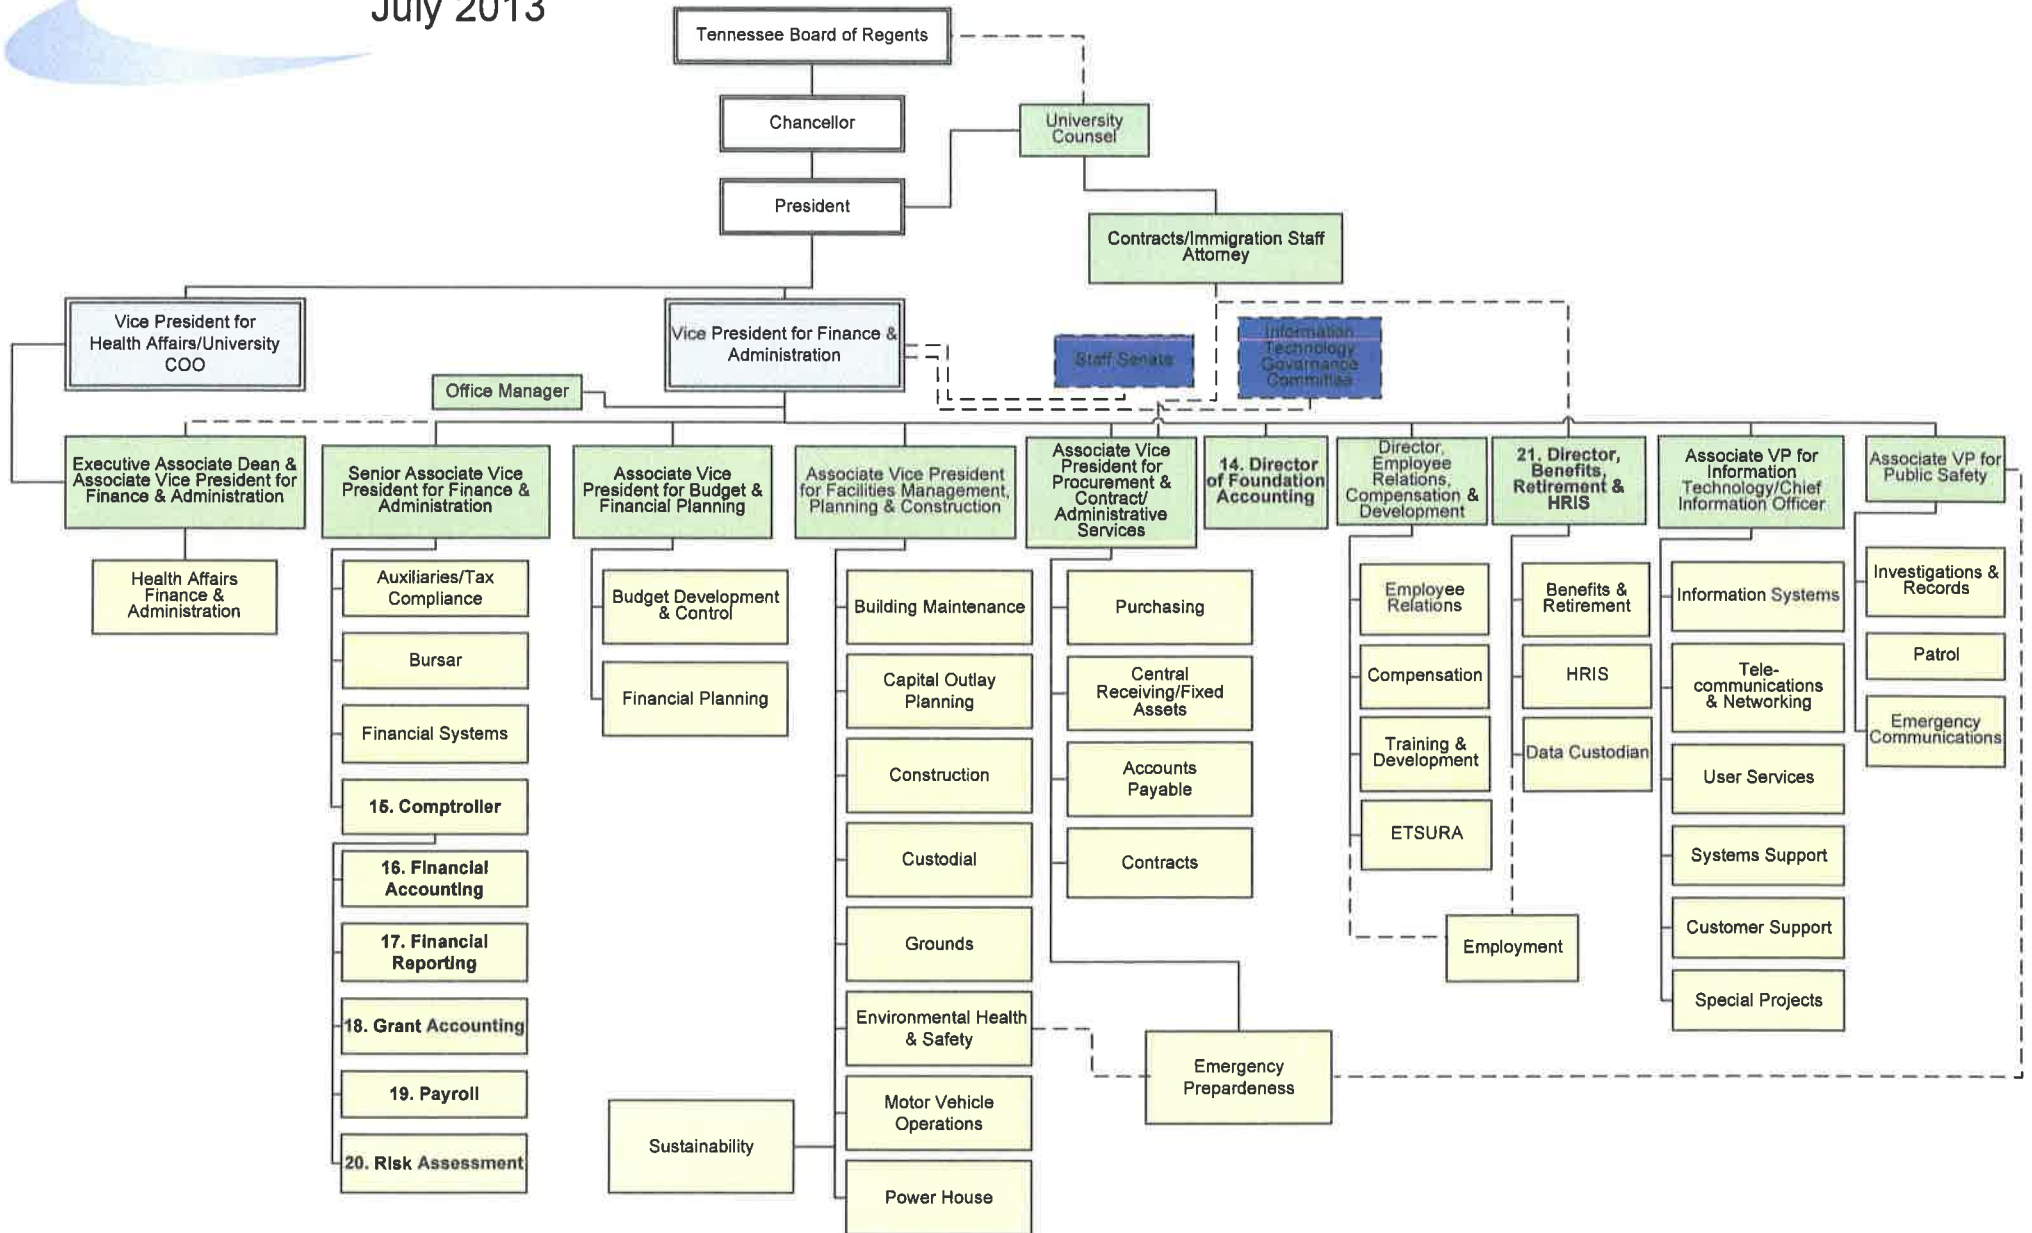 July 2013
Tennessee Board of Regents
Chancellor
University
Counsel
President
Contracts/Immigration Staff
Attorney
Vice President for
Health Affairs/University
COO
Vice President for Finance &
Administration
Staff Senate
Information
Technology
Governance
Committee
Office Manager
Executive Associate Dean &
Associate Vice President for
Finance & Administration
Senior Associate Vice
President for Finance &
Administration
Associate Vice
President for Budget &
Financial Planning
Associate Vice President
for Facilities Management,
Planning & Construction
Associate Vice
President for
Procurement &
Contract/
Administrative
Services
14. Director
of Foundation
Accounting
Director,
Employee
Relations,
Compensation &
Development
21. Director,
Benefits,
Retirement &
HRIS
Associate VP for
Information
Technology/Chief
Information Officer
Associate VP for
Public Safety
Health Affairs
Finance &
Administration
Auxiliaries/Tax
Compliance
Bursar
Financial Systems
15. Comptroller
16. Financial
Accounting
17. Financial
Reporting
18. Grant Accounting
19. Payroll
20. Risk Assessment
Budget Development
& Control
Financial Planning
Building Maintenance
Capital Outlay
Planning
Construction
Custodial
Grounds
Environmental Health
& Safety
Motor Vehicle
Operations
Power House
Sustainability
Purchasing
Central
Receiving/Fixed
Assets
Accounts
Payable
Contracts
Emergency
Prepardeness
Employee
Relations
Compensation
Training &
Development
ETSURA
Benefits &
Retirement
HRIS
Data Custodian
Employment
Information Systems
Tele-
communications
& Networking
User Services
Systems Support
Customer Support
Special Projects
Investigations &
Records
Patrol
Emergency
Communications